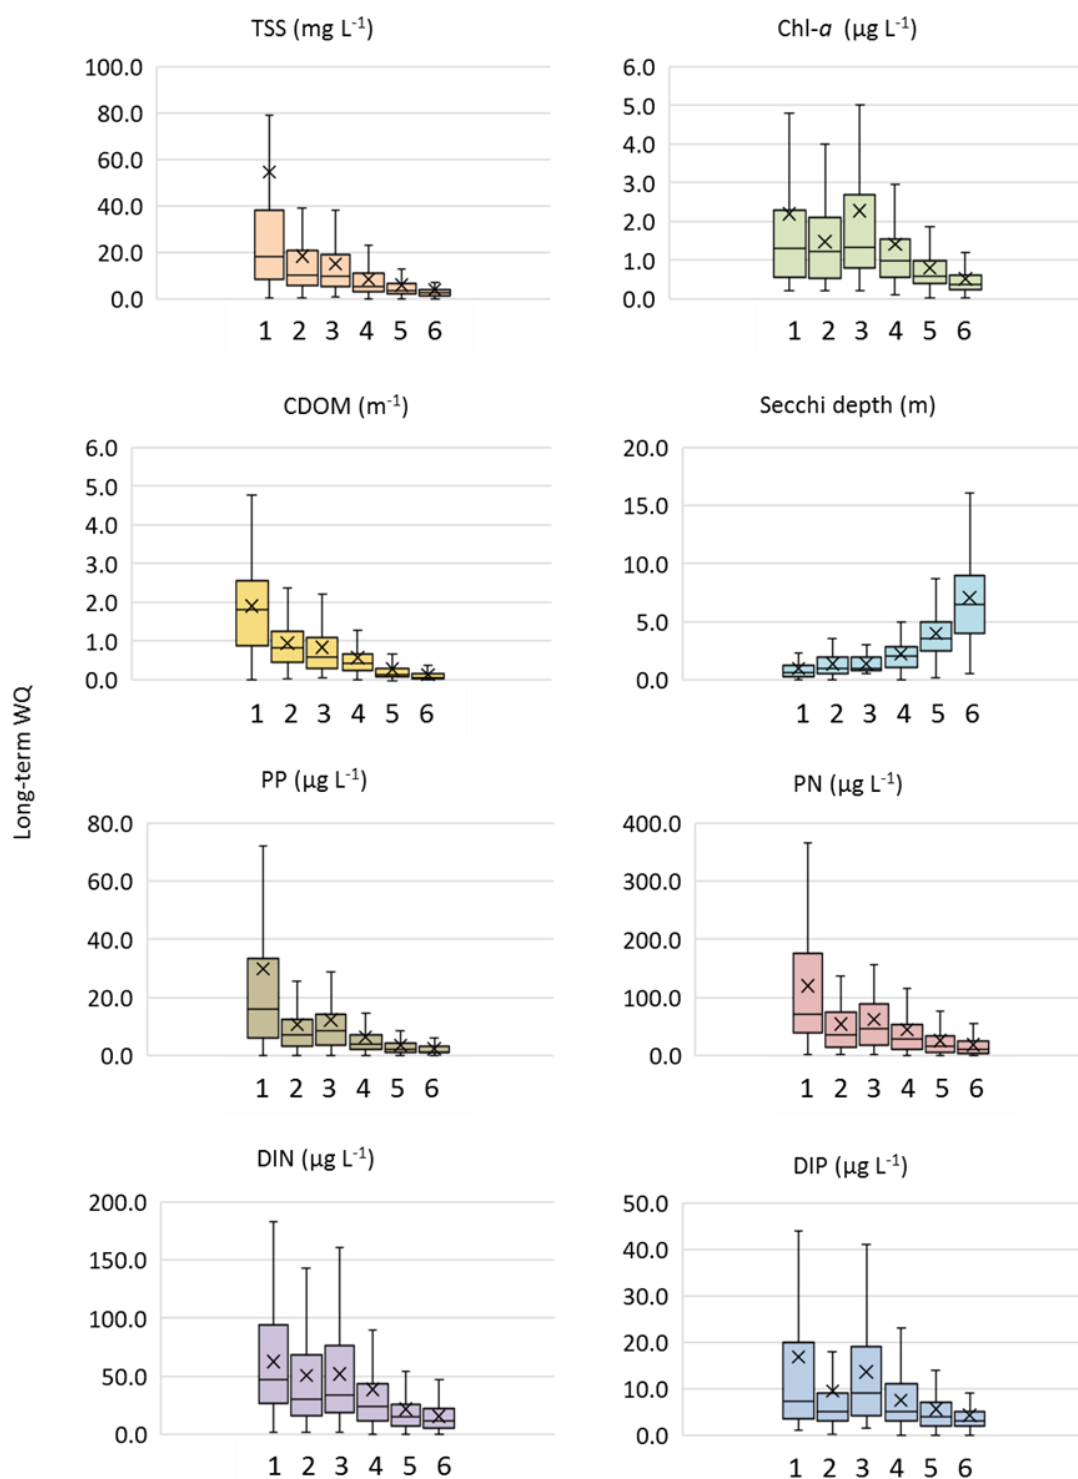 TSS (mg L⁻¹)
100.0
80.0
60.0
40.0
20.0
0.0
1 2 3 4 5 6
Chl-a (µg L⁻¹)
6.0
5.0
4.0
3.0
2.0
1.0
0.0
1 2 3 4 5 6
CDOM (m⁻¹)
6.0
5.0
4.0
3.0
2.0
1.0
0.0
1 2 3 4 5 6
Secchi depth (m)
20.0
15.0
10.0
5.0
0.0
1 2 3 4 5 6
Long-term WQ
PP (µg L⁻¹)
80.0
60.0
40.0
20.0
0.0
1 2 3 4 5 6
PN (µg L⁻¹)
400.0
300.0
200.0
100.0
0.0
1 2 3 4 5 6
DIN (µg L⁻¹)
200.0
150.0
100.0
50.0
0.0
1 2 3 4 5 6
DIP (µg L⁻¹)
50.0
40.0
30.0
20.0
10.0
0.0
1 2 3 4 5 6